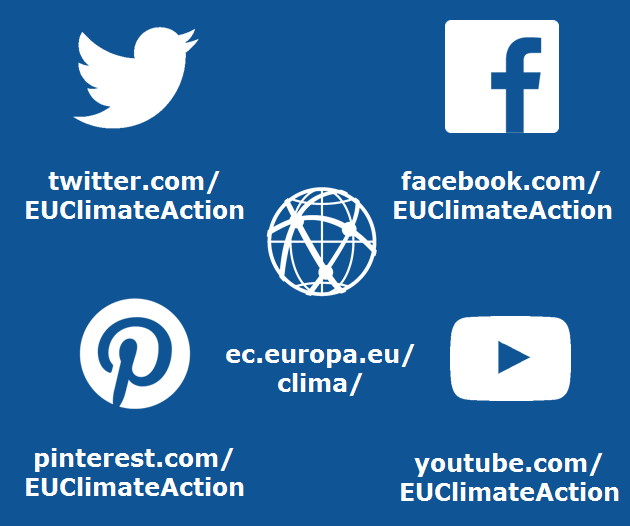 twitter.com/
EUClimateAction
facebook.com/
EUClimateAction
ec.europa.eu/
clima/
pinterest.com/
EUClimateAction
youtube.com/
EUClimateAction